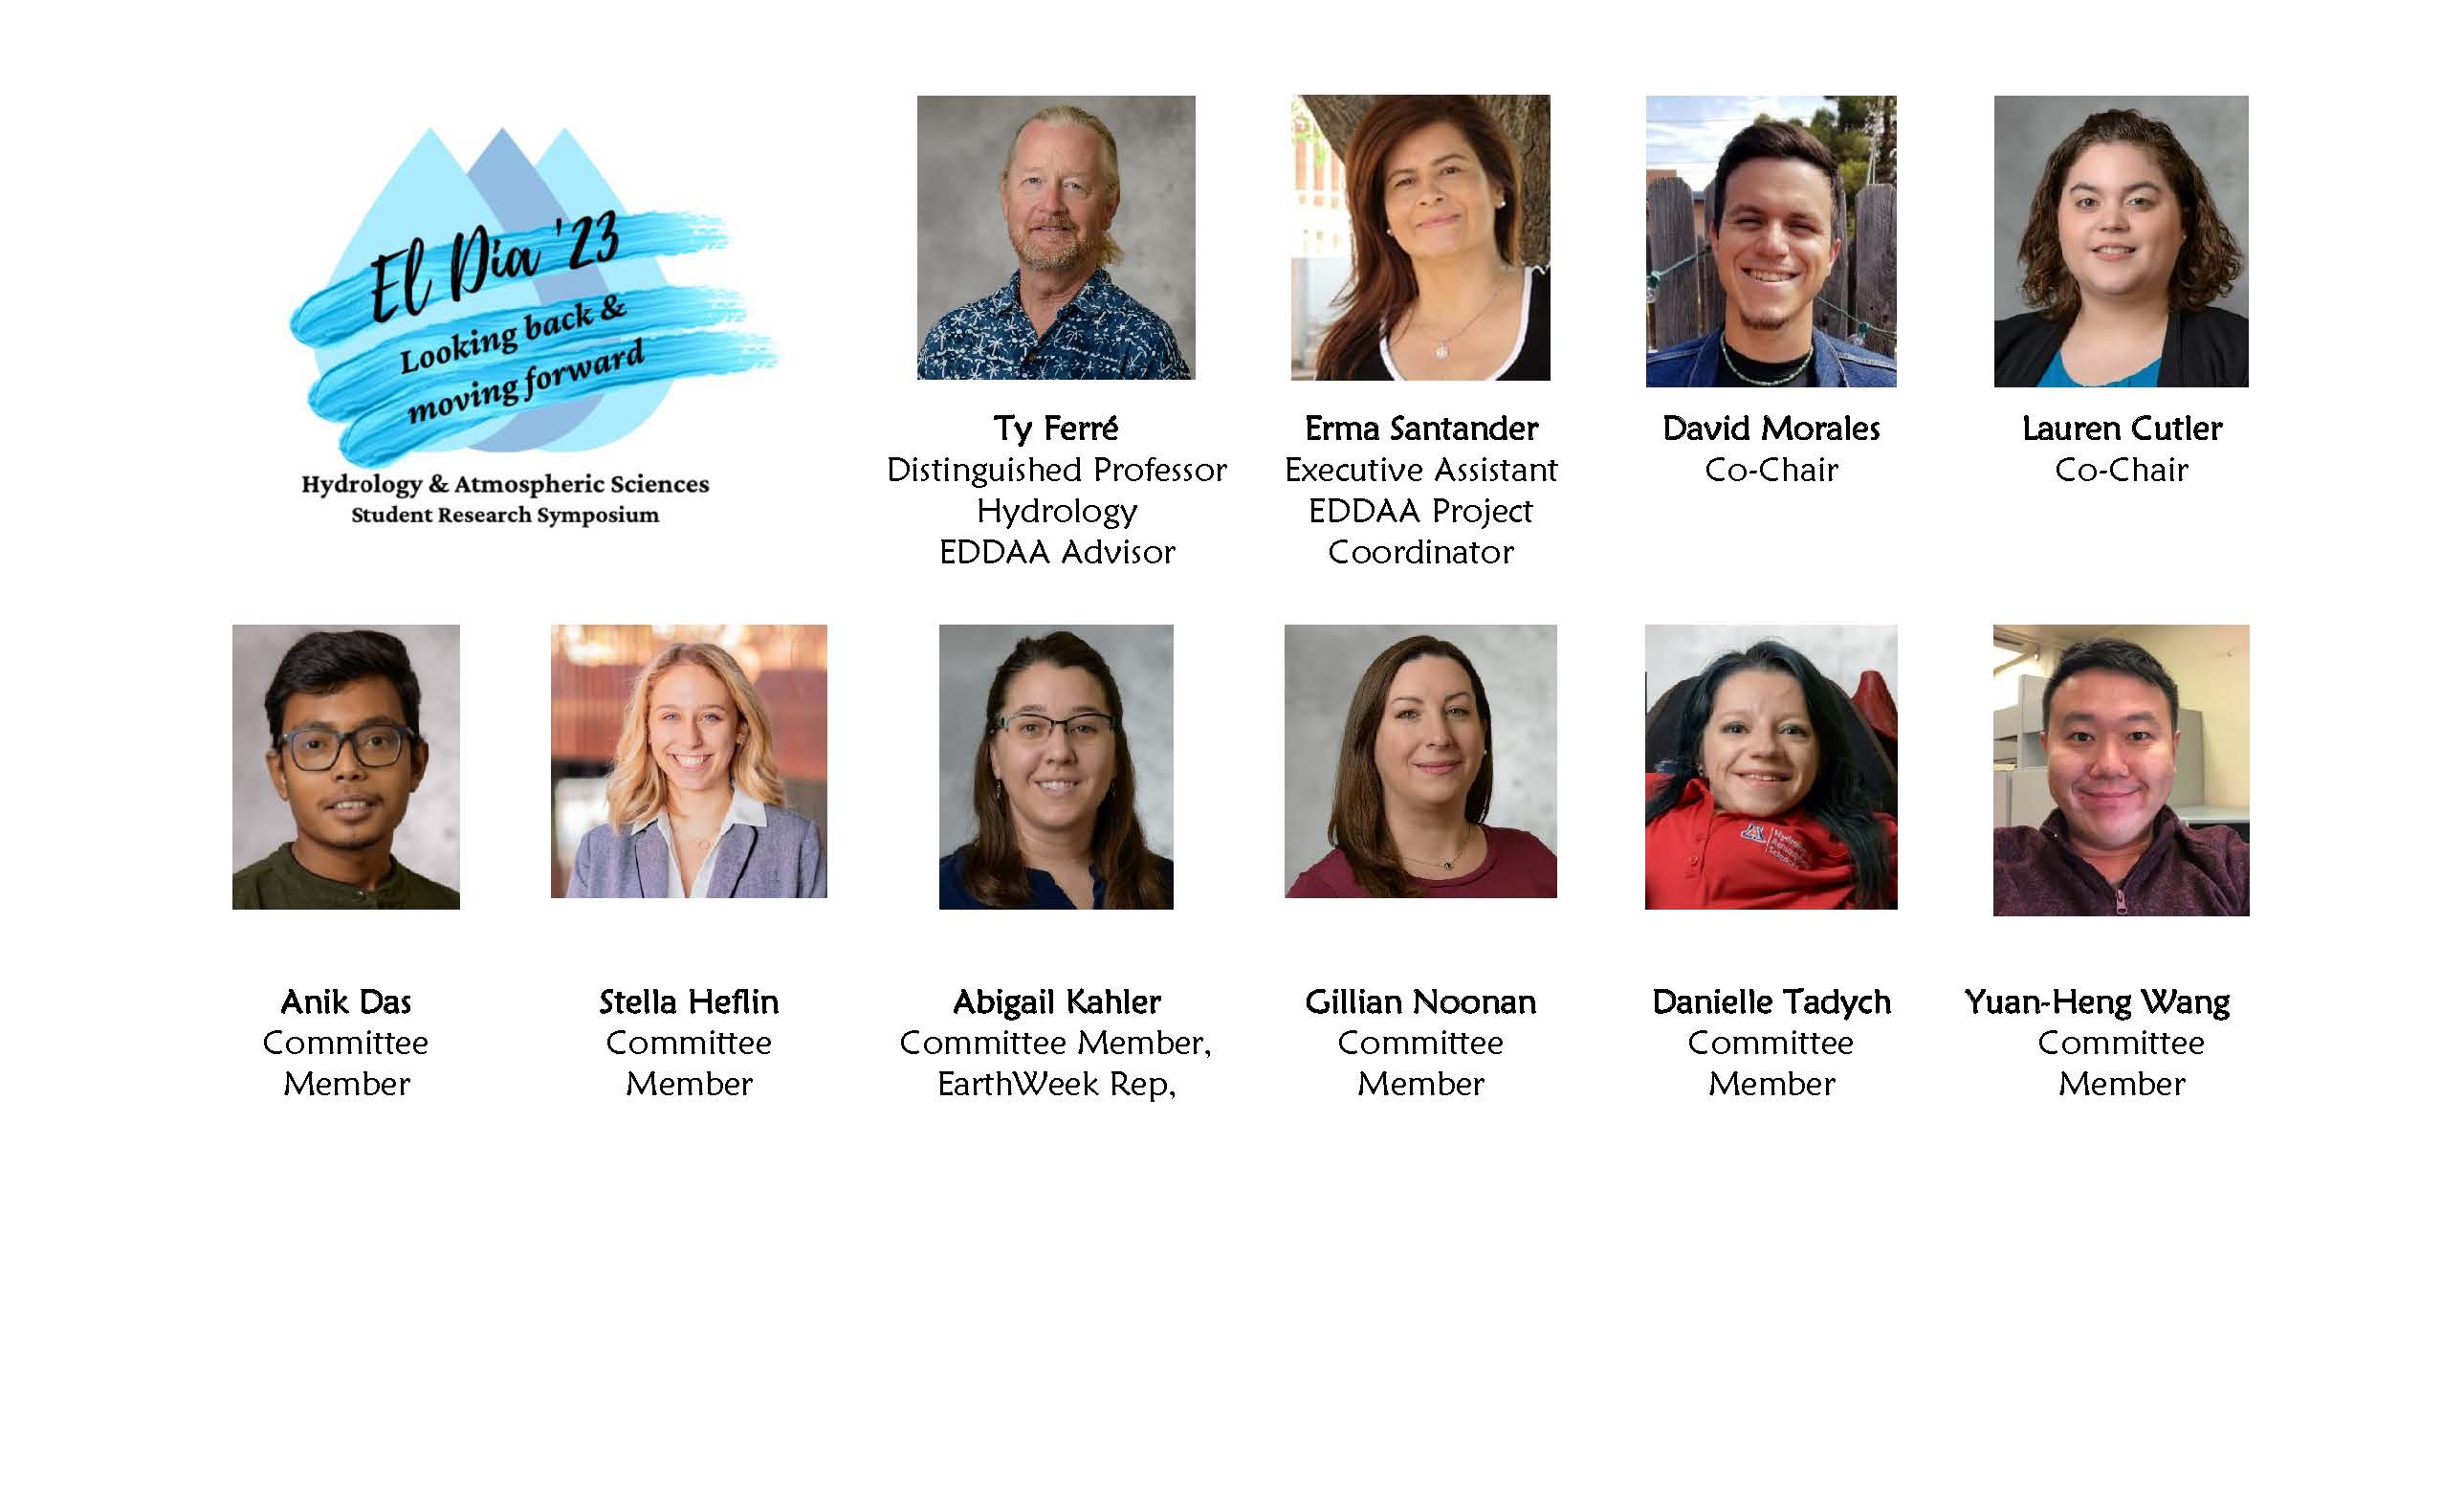 El Día '23
Looking back &
moving forward
Hydrology & Atmospheric Sciences
Student Research Symposium
Ty Ferré
Distinguished Professor
Hydrology
EDDAA Advisor
Erma Santander
Executive Assistant
EDDAA Project
Coordinator
David Morales
Co-Chair
Lauren Cutler
Co-Chair
Anik Das
Committee
Member
Stella Heflin
Committee
Member
Abigail Kahler
Committee Member,
EarthWeek Rep,
Gillian Noonan
Committee
Member
Danielle Tadych
Committee
Member
Yuan-Heng Wang
Committee
Member